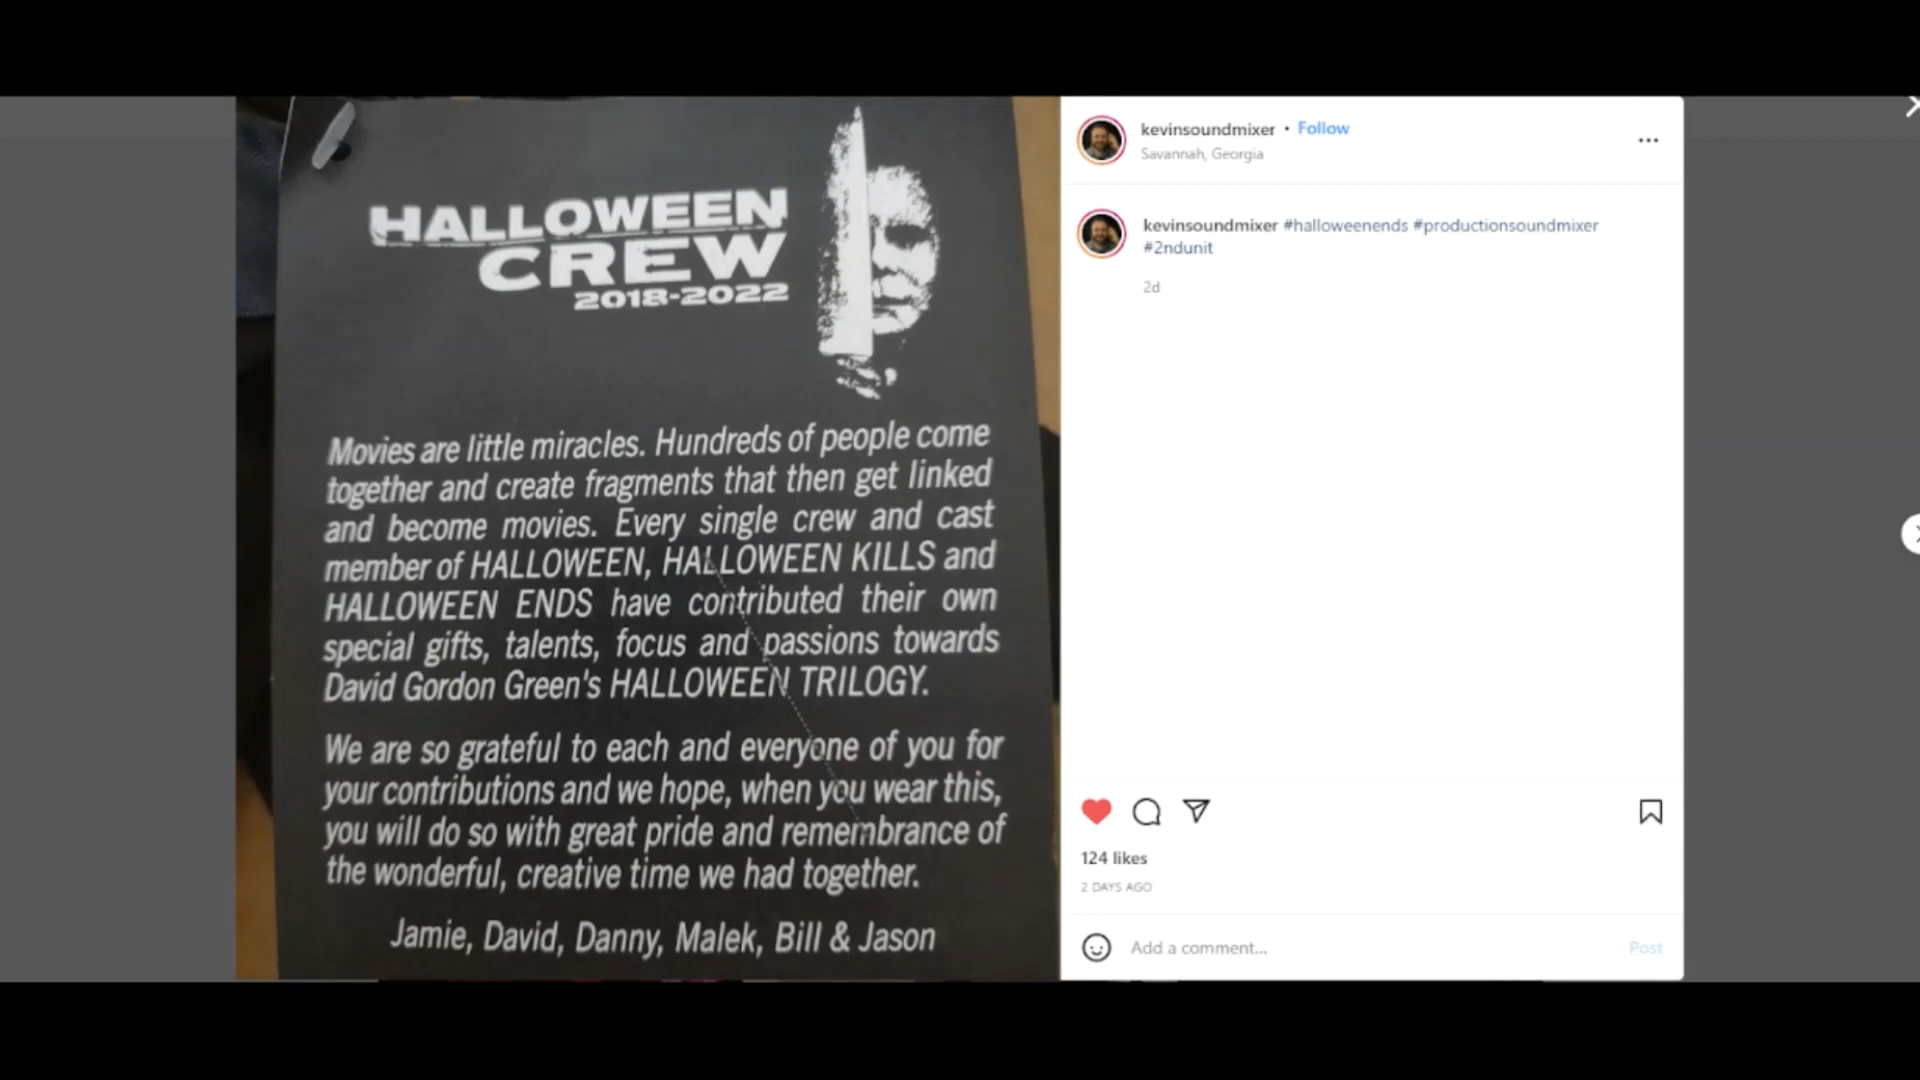 HALLOWEEN
CREW
2018-2022
Movies are little miracles. Hundreds of people come
together and create fragments that then get linked
and become movies. Every single crew and cast
member of HALLOWEEN, HALLOWEEN KILLS and
HALLOWEEN ENDS have contributed their own
special gifts, talents, focus and passions towards
David Gordon Green's HALLOWEEN TRILOGY.
We are so grateful to each and everyone of you for
your contributions and we hope, when you wear this,
you will do so with great pride and remembrance of
the wonderful, creative time we had together.
Jamie, David, Danny, Malek, Bill & Jason
kevinsoundmixer • Follow
Savannah, Georgia
kevinsoundmixer #halloweenends #productionsoundmixer
#2ndunit
2d
124 likes
2 DAYS AGO
Add a comment...
Post